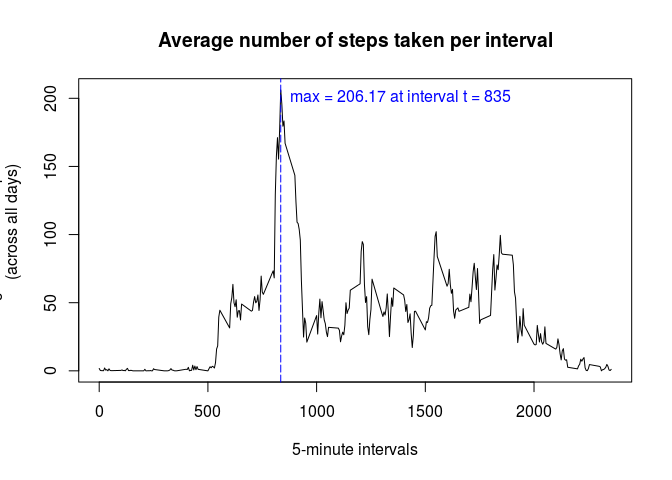 Average number of steps taken per interval
max = 206.17 at interval t = 835
200
150
100
50
0
(across all days)
0 500 1000 1500 2000
5-minute intervals